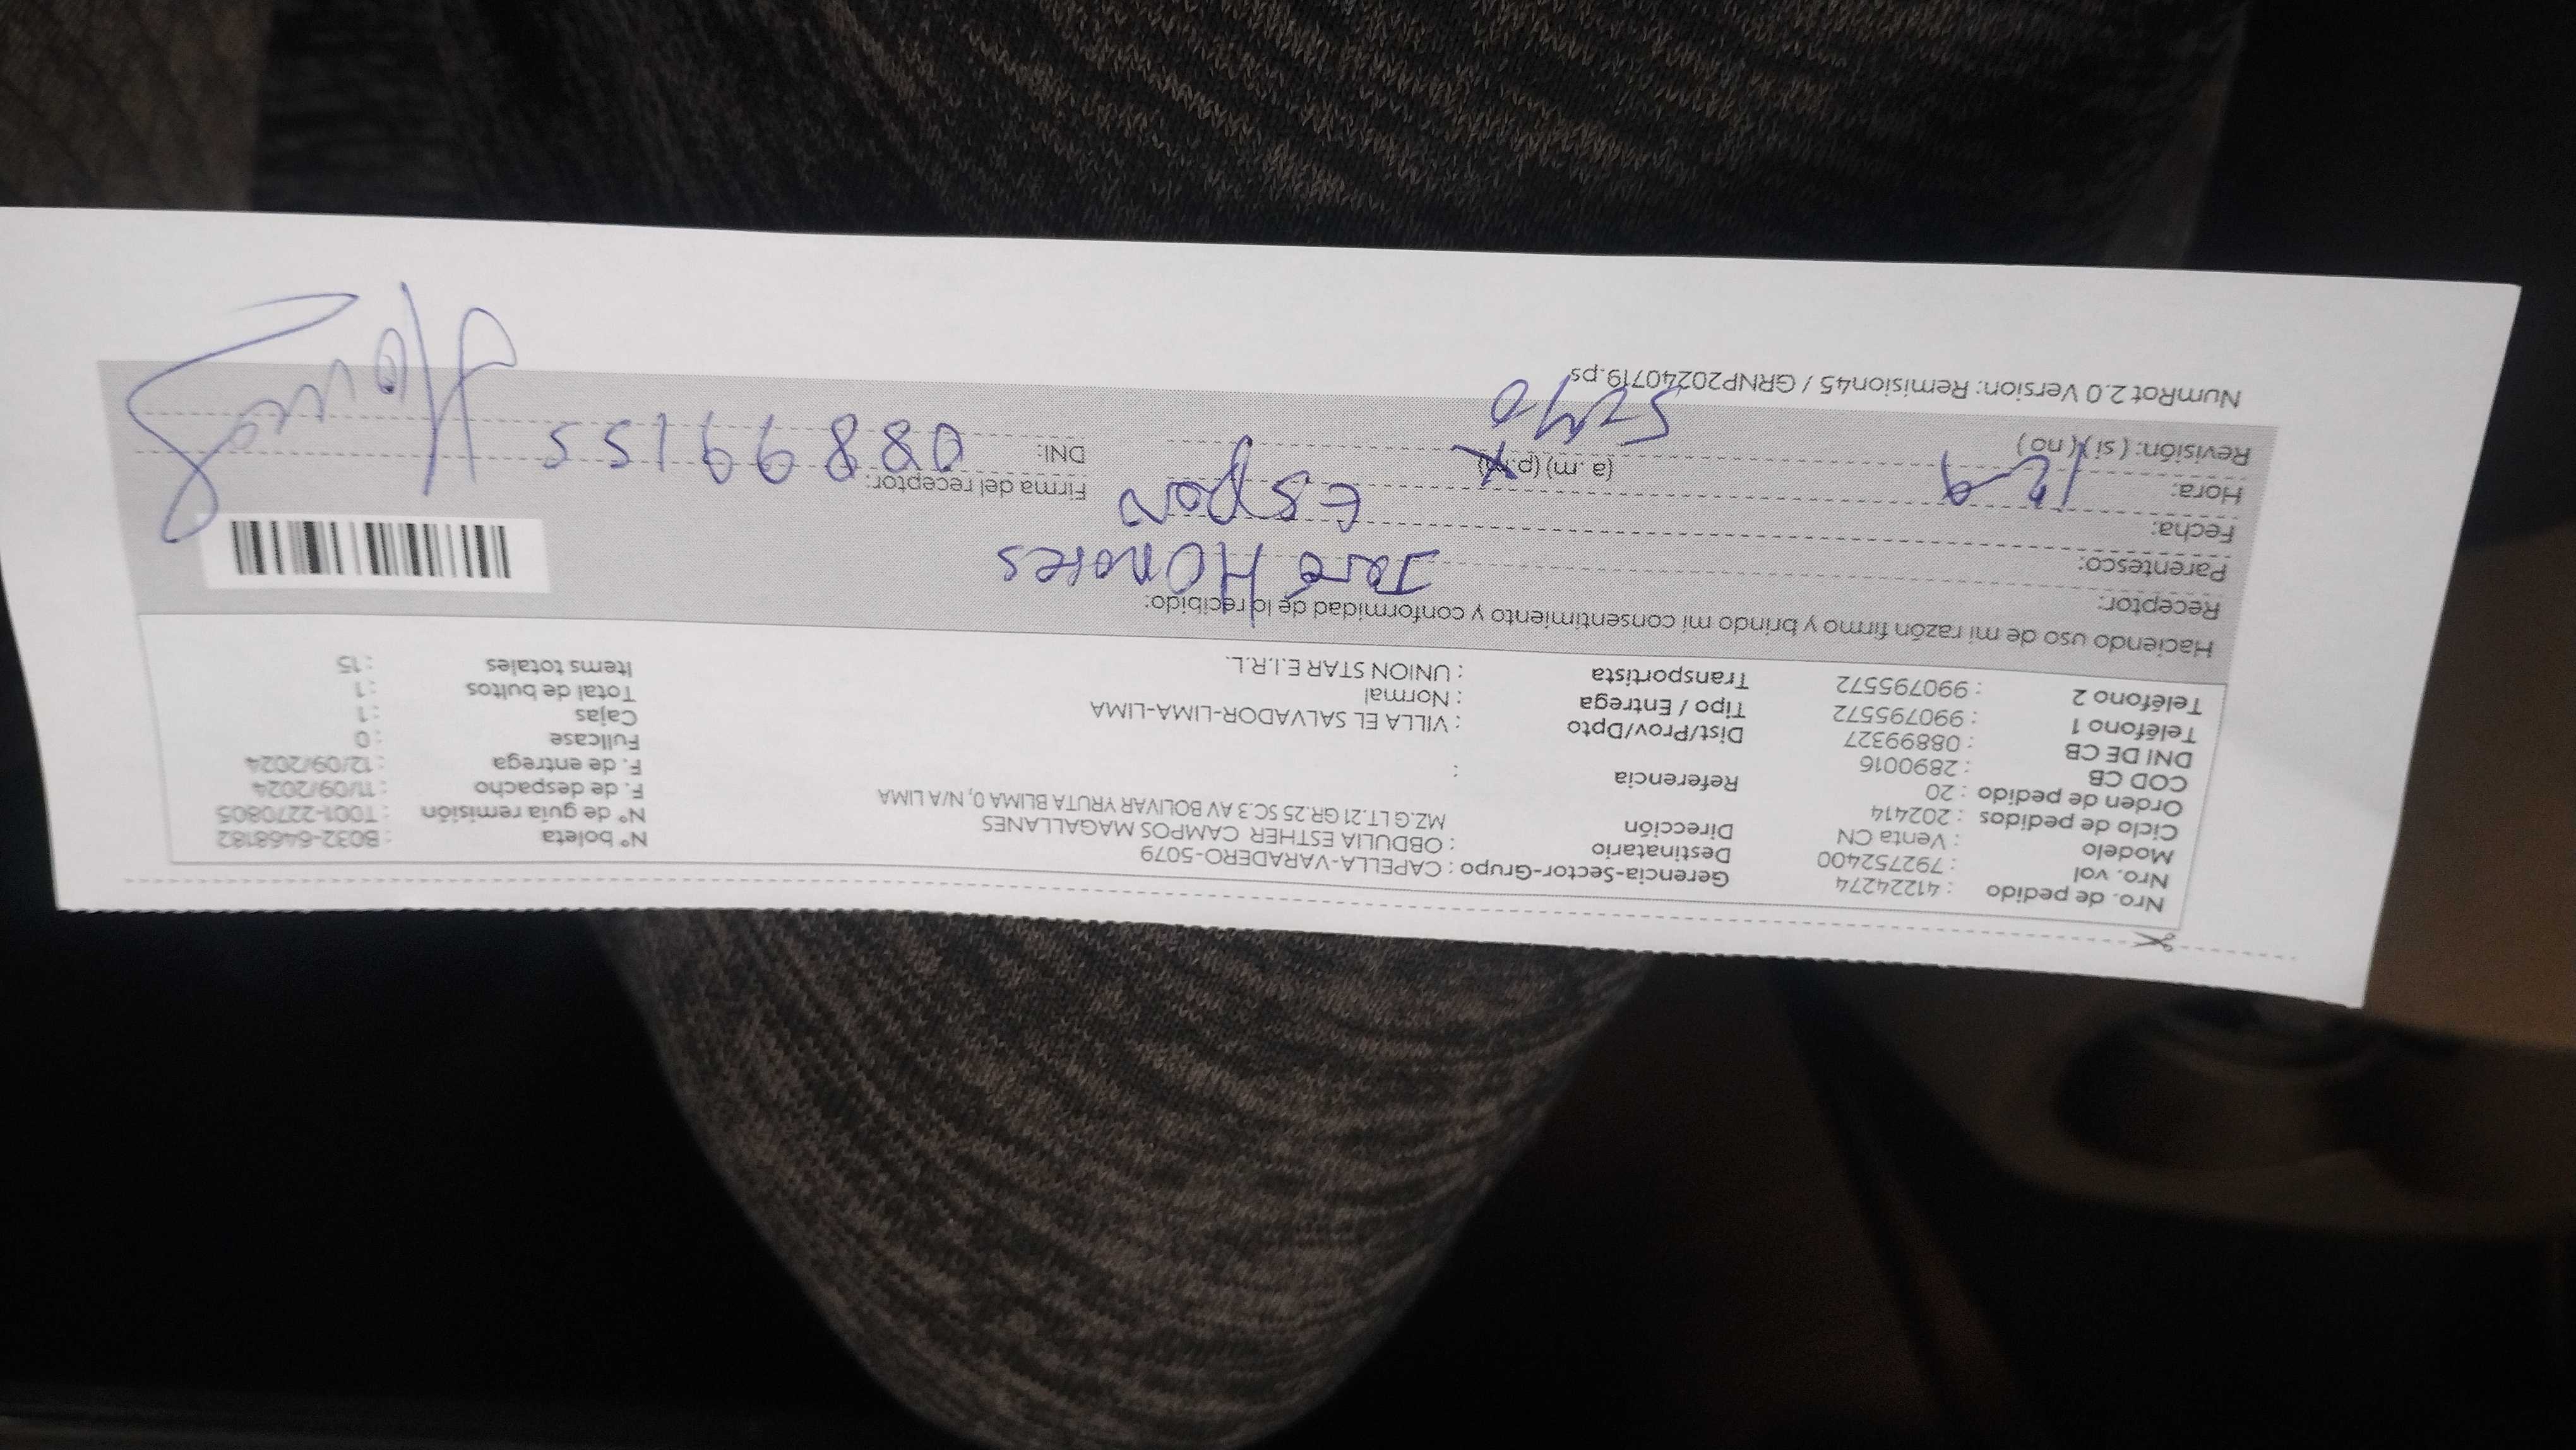 Nro. de pedido : 41224274
Nro. vol : 792752400
Modelo : Venta CN
Ciclo de pedidos : 202414
Orden de pedido : 20
COD CB : 2890016
DNI DE CB : 08899327
Teléfono 1 : 990795572
Teléfono 2 : 990795572
Gerencia-Sector-Grupo : CAPELLA-VARADERO-5079
Destinatario : OBDULIA ESTHER CAMPOS MAGALLANES
Dirección MZ.G LT.21 GR.25 SC.3 AV BOLIVAR YRUTA BLIMA 0, N/A LIMA
Referencia :
Dist/Prov/Dpto : VILLA EL SALVADOR-LIMA-LIMA
Tipo / Entrega : Normal
Transportista : UNION STAR E.I.R.L.
N° boleta : B032-6468182
N° de guía remisión : T001-2270805
F. de despacho : 11/09/2024
F. de entrega : 12/09/2024
Fullcase : 0
Cajas : 1
Total de bultos : 1
Items totales : 15
Haciendo uso de mi razón firmo y brindo mi consentimiento y conformidad de lo recibido:
Receptor: José HOnores
Parentesco: Espon
Fecha: 12-9
Hora: (a. m) (p. m)
Revisión: ( si )( no )
Firma del receptor:
DNI: 08899155
NumRot 2.0 Version: Remision45 / GRNP20240719.ps